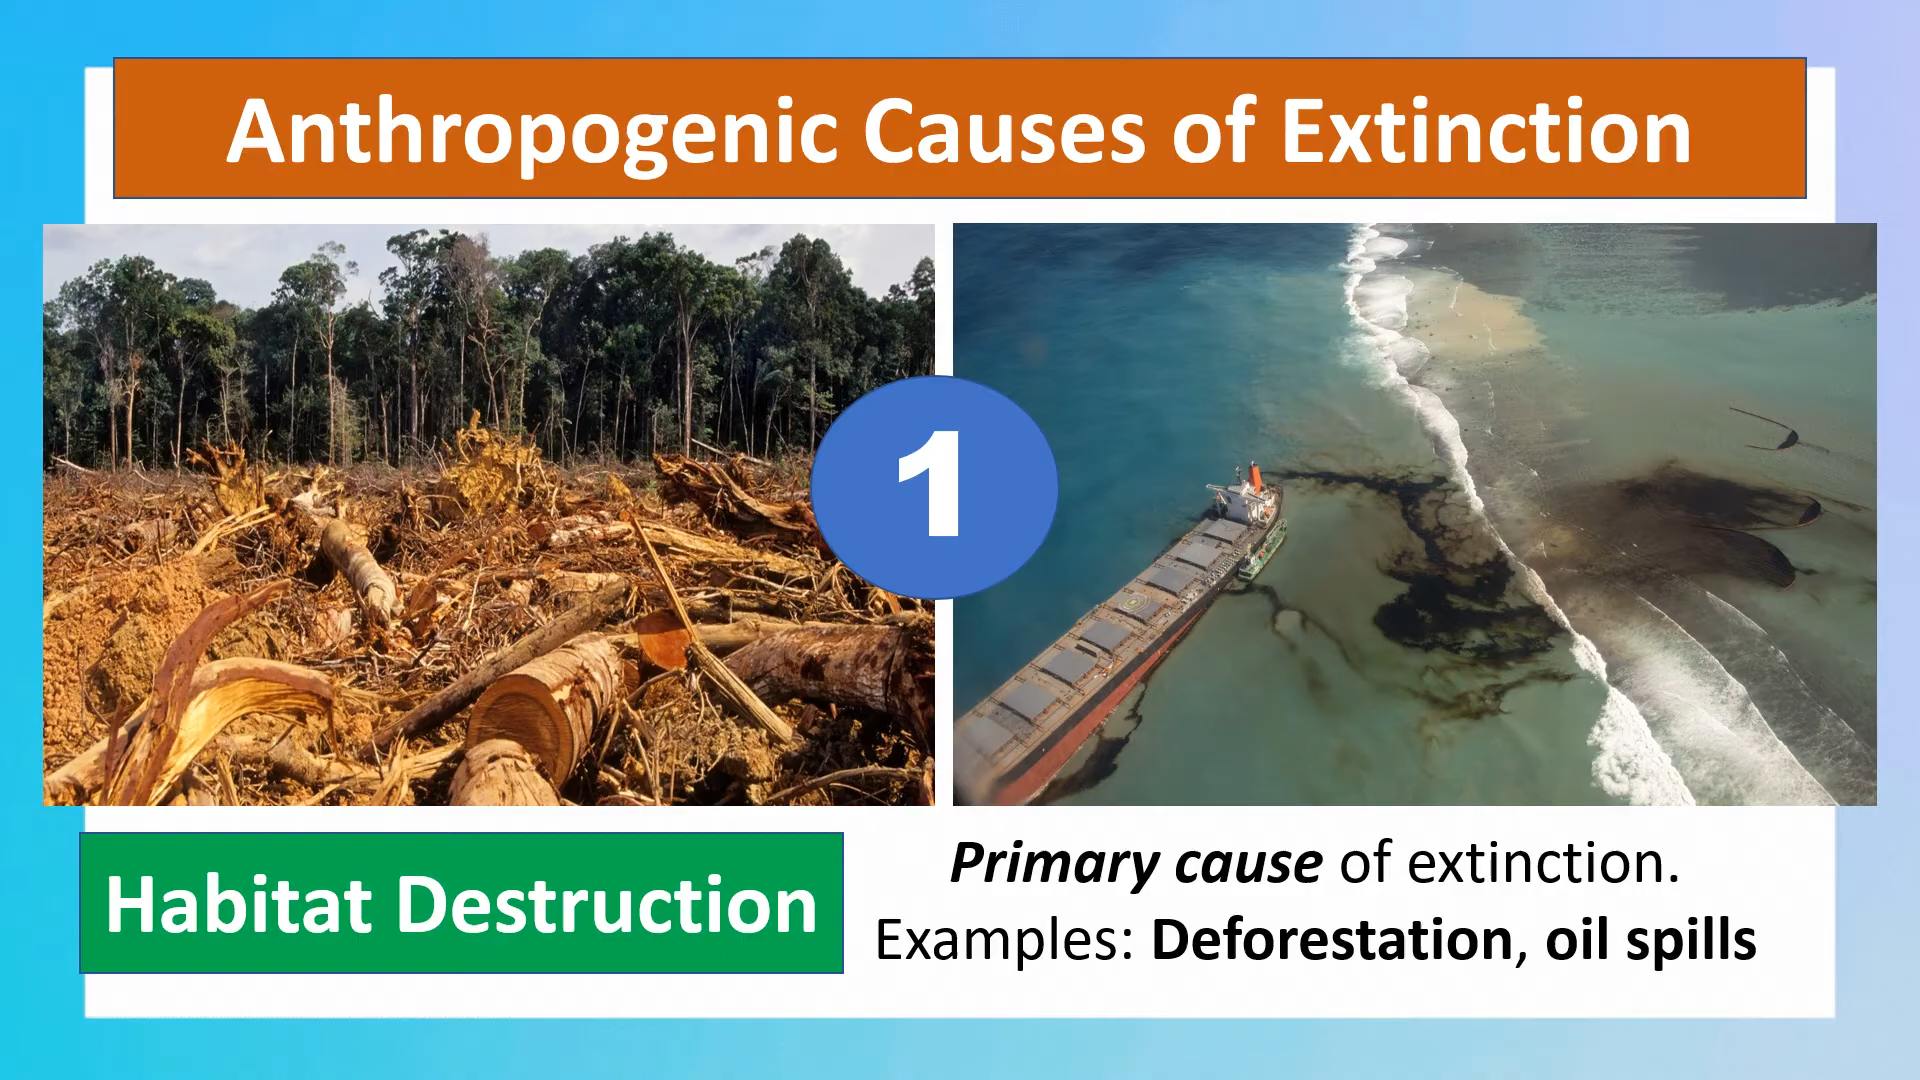 Anthropogenic Causes of Extinction
1
Habitat Destruction
Primary cause of extinction.
Examples: Deforestation, oil spills